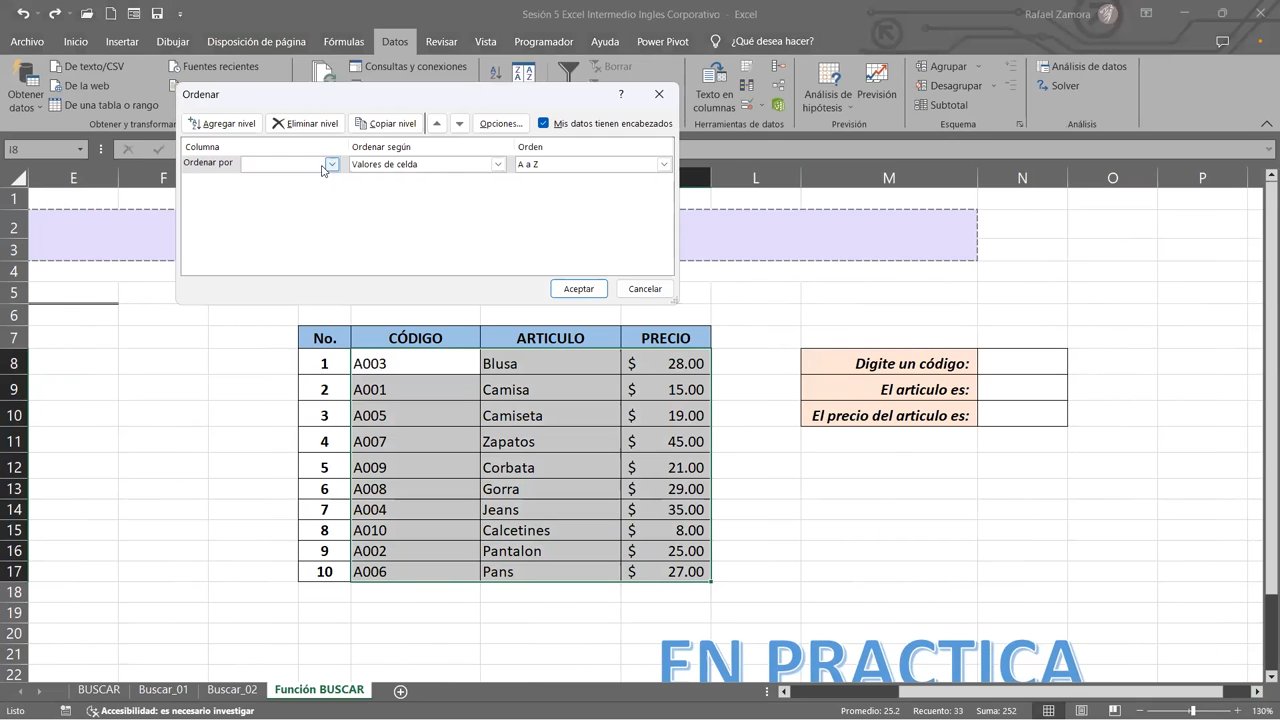 Sesión 5 Excel Intermedio Ingles Corporativo - Excel
Rafael Zamora
Archivo Inicio Insertar Dibujar Disposición de página Fórmulas Datos Revisar Vista Programador Ayuda Power Pivot ¿Qué desea hacer?
De texto/CSV Fuentes recientes Consultas y conexiones Borrar Agrupar Análisis de datos
Obtener datos De la web Texto en columnas Análisis de hipótesis Previsión Desagrupar Solver
De una tabla o rango Subtotal
Obtener y transform Herramientas de datos Previsión Esquema Análisis
Ordenar ?
Agregar nivel Eliminar nivel Copiar nivel Opciones... Mis datos tienen encabezados
Columna Ordenar según Orden
Ordenar por Valores de celda A a Z
Aceptar Cancelar
I8
E F L M N O P
1
2
3
4
5
6
7 No. CÓDIGO ARTICULO PRECIO
8 1 A003 Blusa $ 28.00 Digite un código:
9 2 A001 Camisa $ 15.00 El articulo es:
10 3 A005 Camiseta $ 19.00 El precio del articulo es:
11 4 A007 Zapatos $ 45.00
12 5 A009 Corbata $ 21.00
13 6 A008 Gorra $ 29.00
14 7 A004 Jeans $ 35.00
15 8 A010 Calcetines $ 8.00
16 9 A002 Pantalon $ 25.00
17 10 A006 Pans $ 27.00
18
19
20
21
22
EN PRACTICA
BUSCAR Buscar_01 Buscar_02 Función BUSCAR
Listo Accesibilidad: es necesario investigar Promedio: 25.2 Recuento: 33 Suma: 252 130%